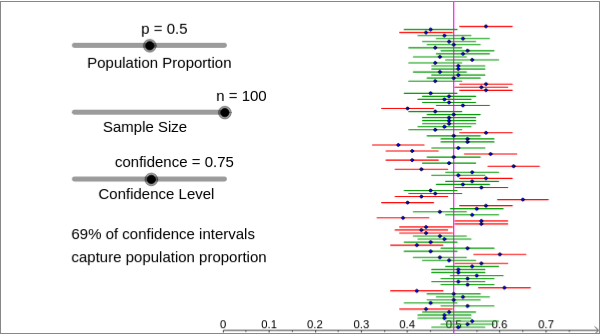 p = 0.5
Population Proportion
n = 100
Sample Size
confidence = 0.75
Confidence Level
69% of confidence intervals
capture population proportion
0 0.1 0.2 0.3 0.4 0.5 0.6 0.7